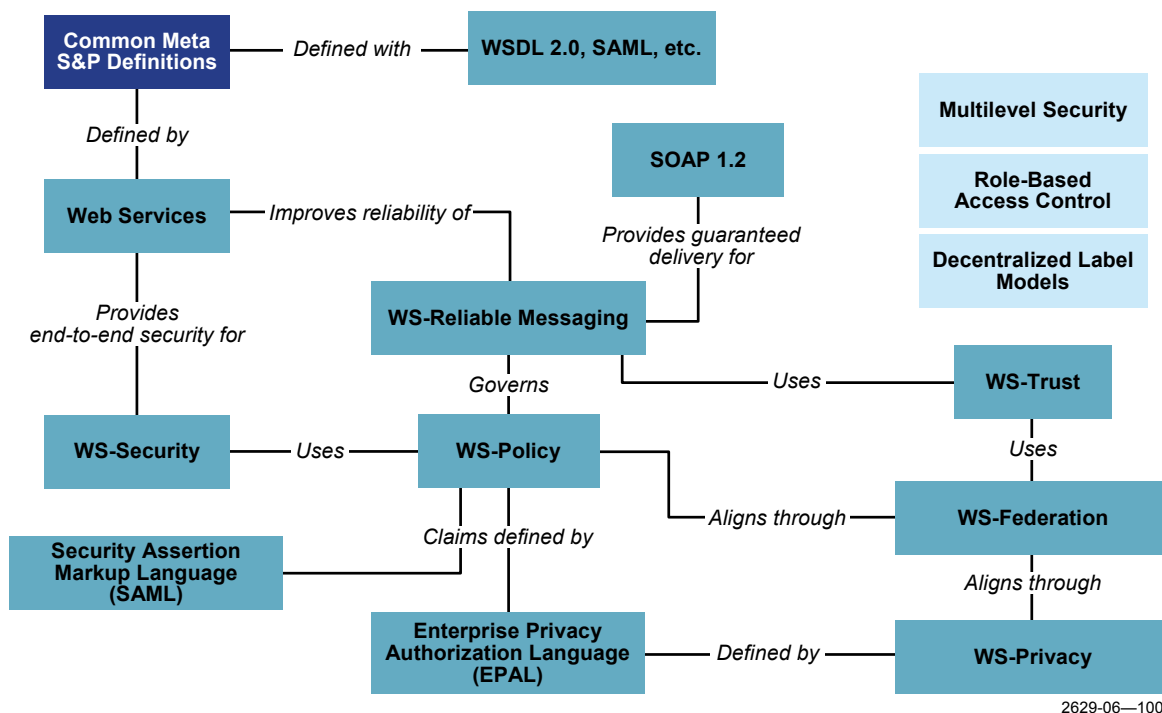 Common Meta
S&P Definitions
Defined with
WSDL 2.0, SAML, etc.
Multilevel Security
Defined by
SOAP 1.2
Role-Based
Access Control
Web Services
Improves reliability of
Provides guaranteed
delivery for
Decentralized Label
Models
Provides
end-to-end security for
WS-Reliable Messaging
Governs
Uses
WS-Trust
WS-Security
Uses
WS-Policy
Uses
Aligns through
WS-Federation
Claims defined by
Security Assertion
Markup Language
(SAML)
Aligns through
Enterprise Privacy
Authorization Language
(EPAL)
Defined by
WS-Privacy
2629-06—100